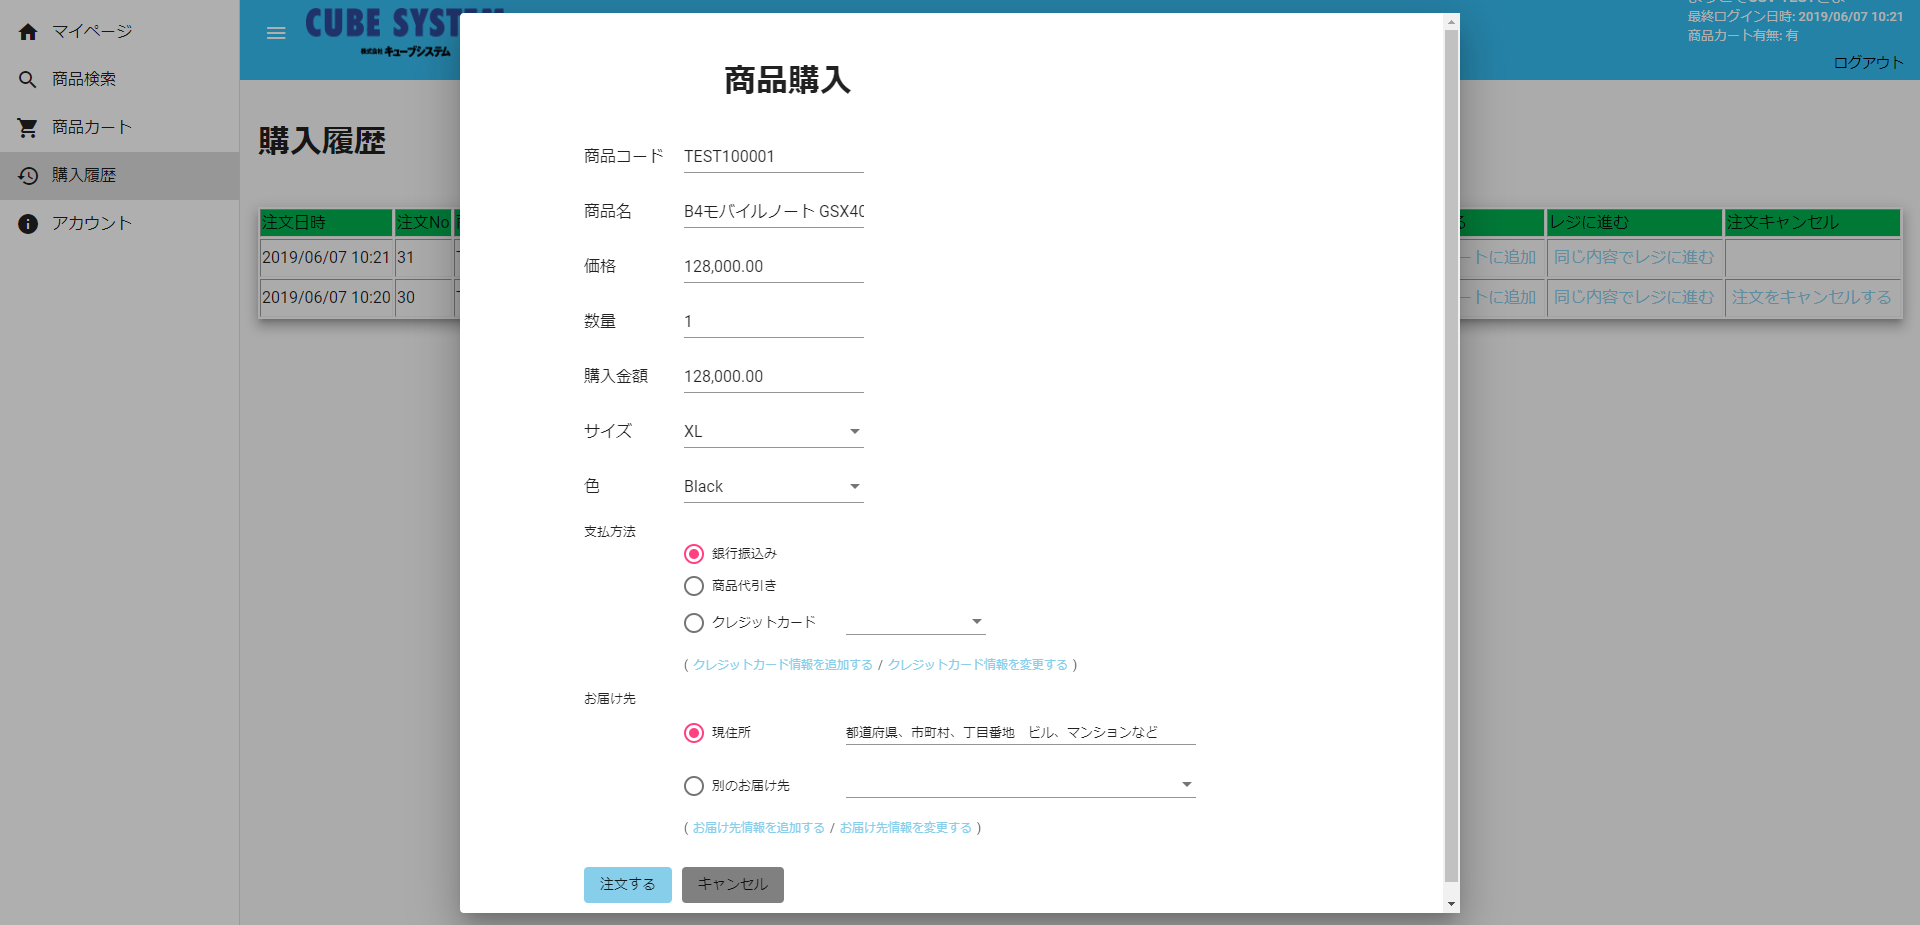 マイページ
商品検索
商品カート
購入履歴
アカウント
CUBE SYST
株式会社 キューブシステム
最終ログイン日時: 2019/06/07 10:21
商品カート有無: 有
ログアウト
購入履歴
注文日時 注文No レジに進む 注文キャンセル
2019/06/07 10:21 31 ートに追加 同じ内容でレジに進む
2019/06/07 10:20 30 ートに追加 同じ内容でレジに進む 注文をキャンセルする
商品購入
商品コード TEST100001
商品名 B4モバイルノート GSX40
価格 128,000.00
数量 1
購入金額 128,000.00
サイズ XL
色 Black
支払方法
銀行振込み
商品代引き
クレジットカード
( クレジットカード情報を追加する / クレジットカード情報を変更する )
お届け先
現住所 都道府県、市町村、丁目番地　ビル、マンションなど
別のお届け先
( お届け先情報を追加する / お届け先情報を変更する )
注文する キャンセル